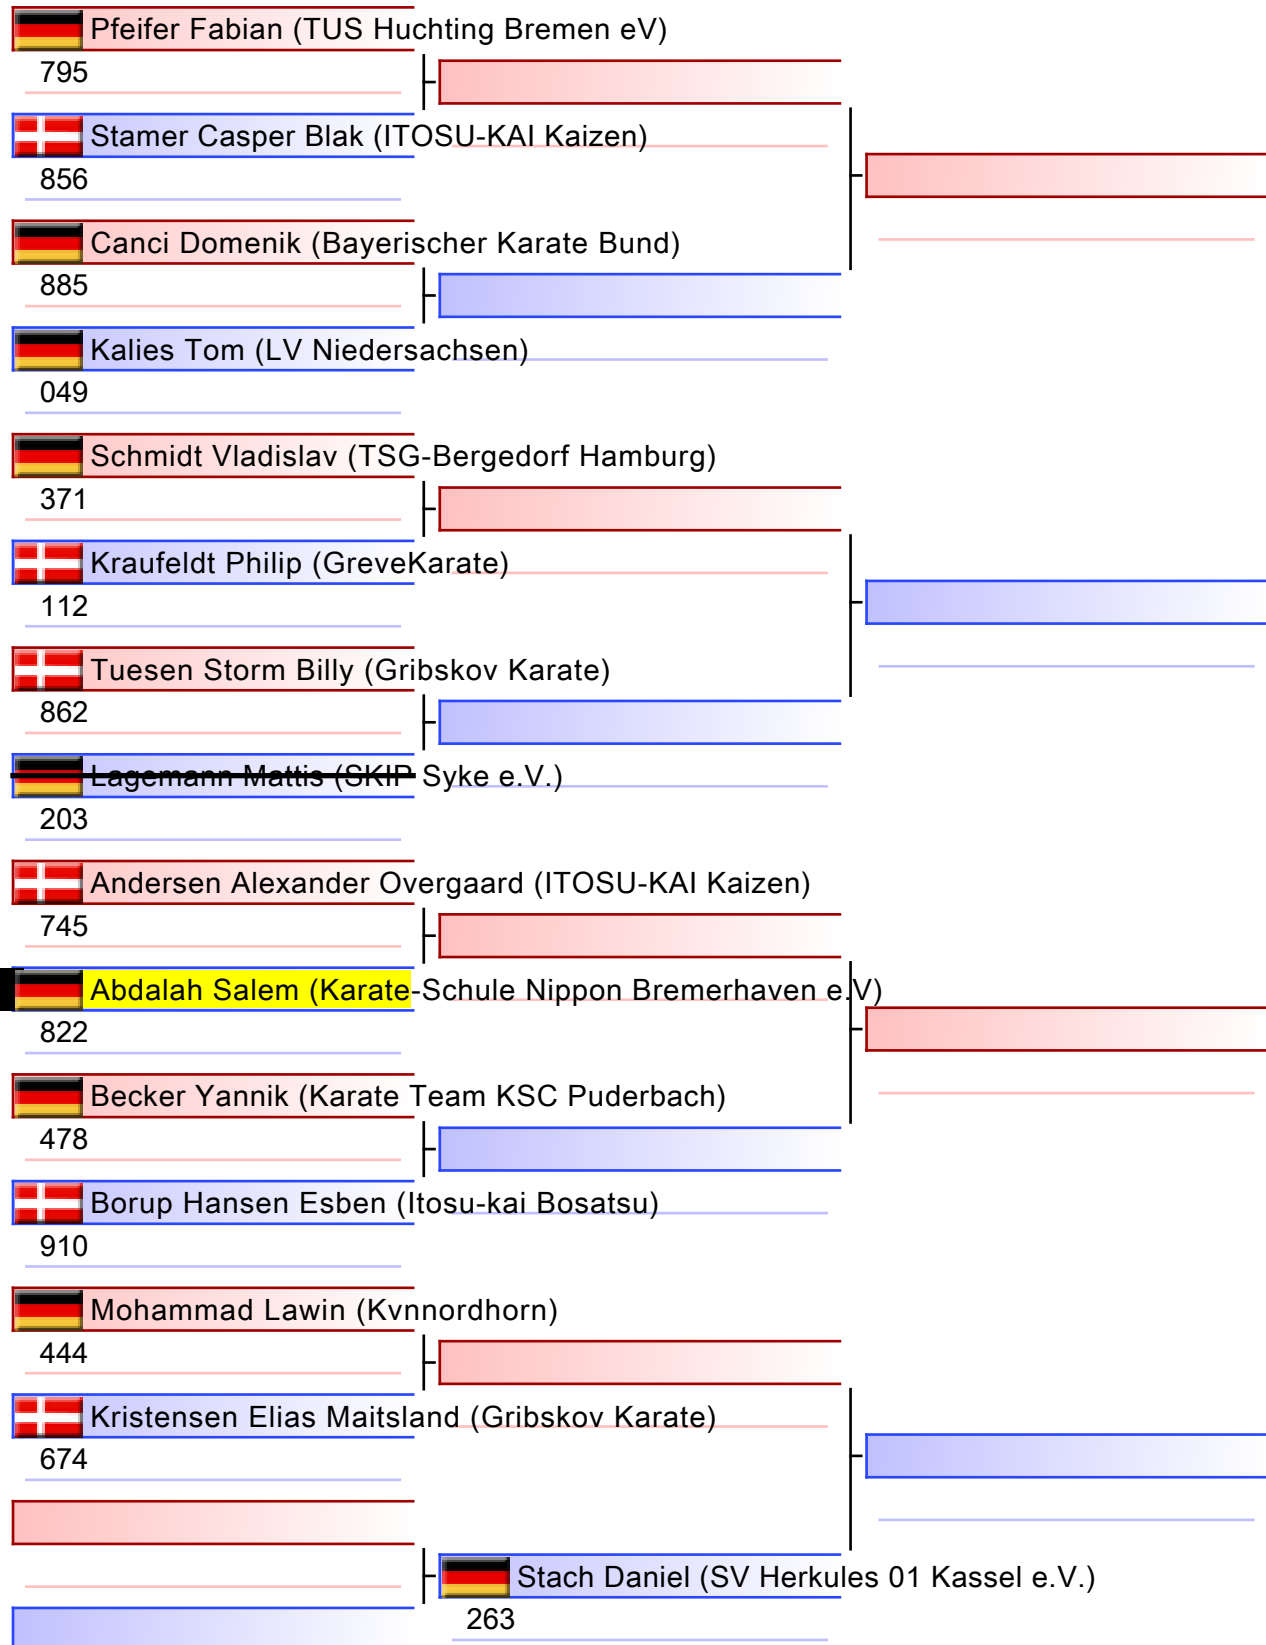 Pfeifer Fabian (TUS Huchting Bremen eV)
795
Stamer Casper Blak (ITOSU-KAI Kaizen)
856
Canci Domenik (Bayerischer Karate Bund)
885
Kalies Tom (LV Niedersachsen)
049
Schmidt Vladislav (TSG-Bergedorf Hamburg)
371
Kraufeldt Philip (GreveKarate)
112
Tuesen Storm Billy (Gribskov Karate)
862
Lagemann Mattis (SKIP Syke e.V.)
203
Andersen Alexander Overgaard (ITOSU-KAI Kaizen)
745
Abdalah Salem (Karate-Schule Nippon Bremerhaven e.V)
822
Becker Yannik (Karate Team KSC Puderbach)
478
Borup Hansen Esben (Itosu-kai Bosatsu)
910
Mohammad Lawin (Kvnnordhorn)
444
Kristensen Elias Maitsland (Gribskov Karate)
674
Stach Daniel (SV Herkules 01 Kassel e.V.)
263